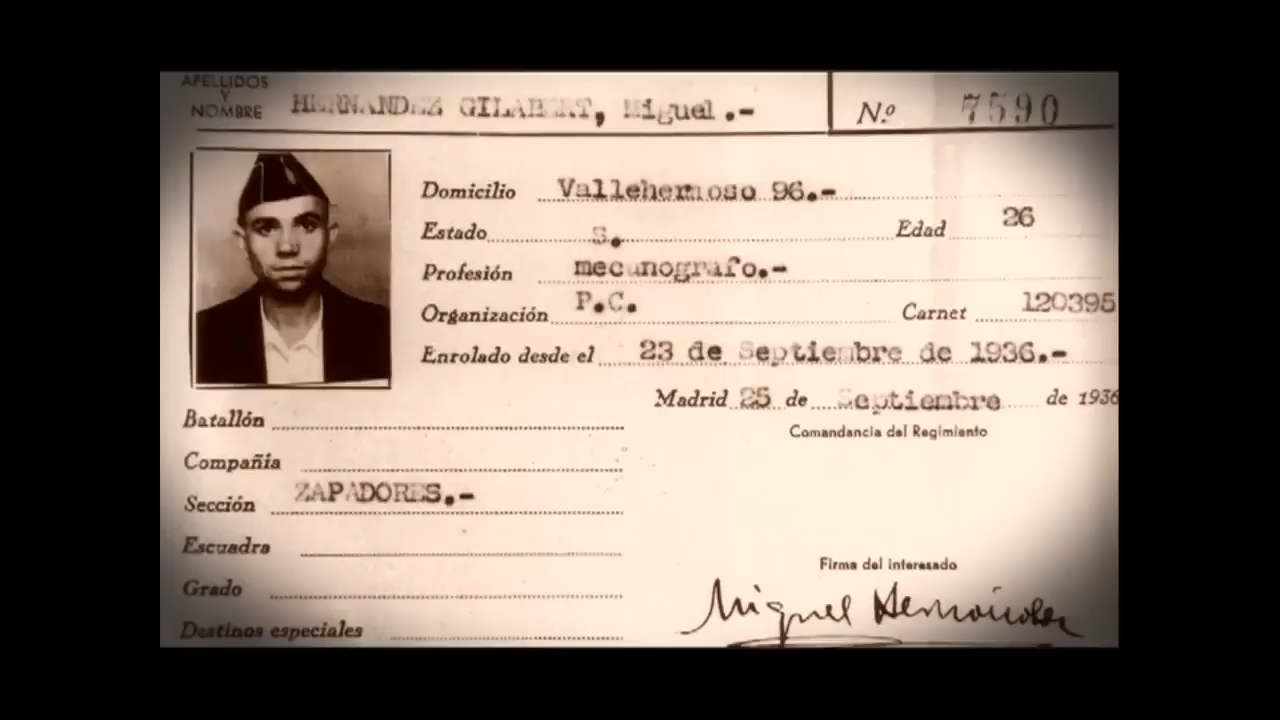 APELLIDOS
Y
NOMBRE HERNANDEZ GILABERT, Miguel.- N.º 7590
Domicilio Vallehermoso 96.-
Estado s. Edad 26
Profesión mecanografo.-
Organización P.C. Carnet 120395
Enrolado desde el 23 de Septiembre de 1936.-
Madrid 25 de Septiembre de 1936
Comandancia del Regimiento
Batallón
Compañia
Sección ZAPADORES.-
Escuadra
Grado
Destinos especiales
Firma del interesado
Miguel Hernández